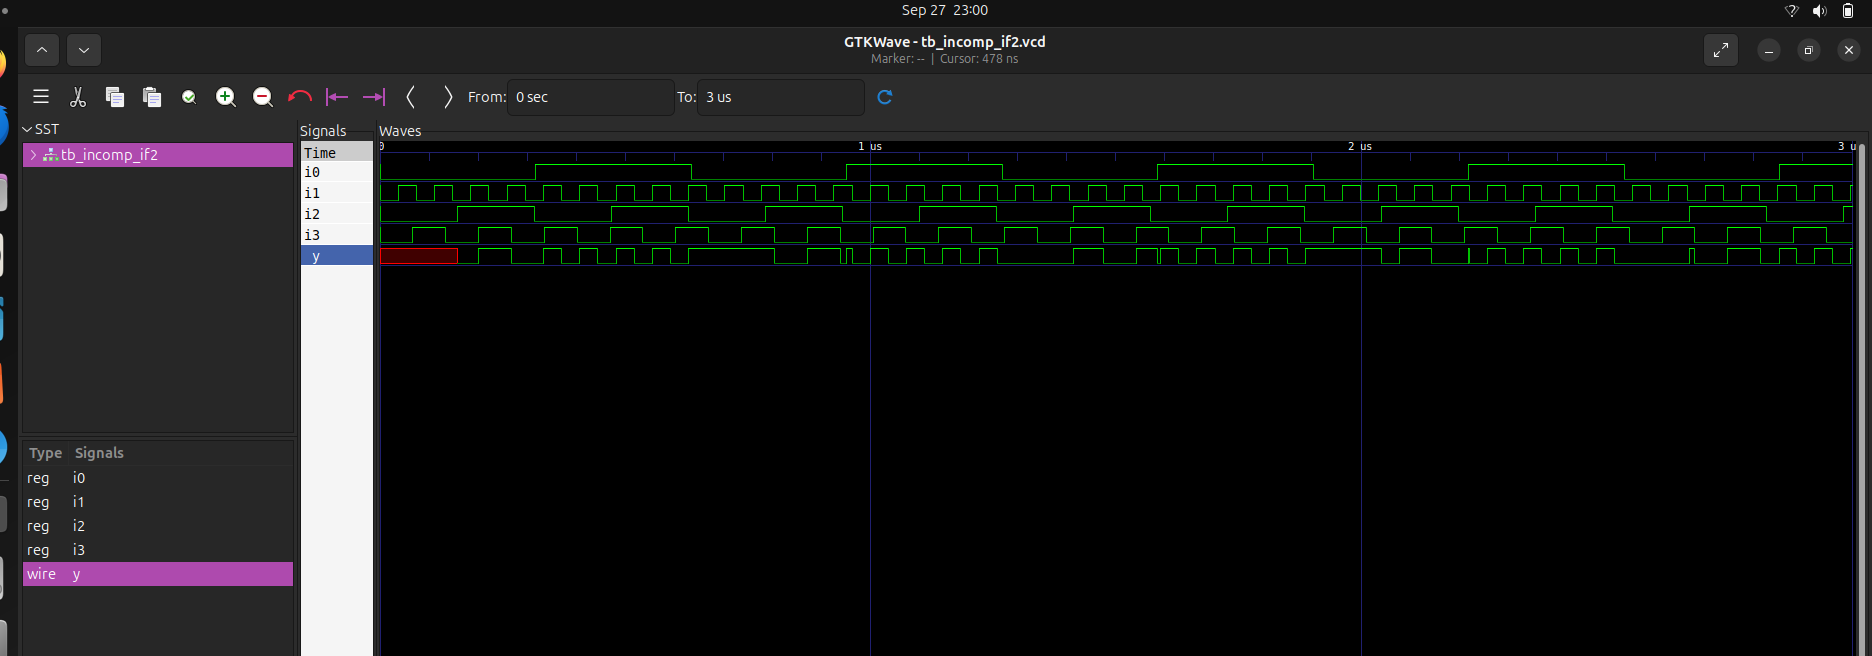 Sep 27 23:00
GTKWave - tb_incomp_if2.vcd
Marker: -- | Cursor: 478 ns
From: 0 sec To: 3 us
SST
tb_incomp_if2
Type Signals
reg i0
reg i1
reg i2
reg i3
wire y
Signals
Time
i0
i1
i2
i3
y
Waves
0 1 us 2 us 3 u